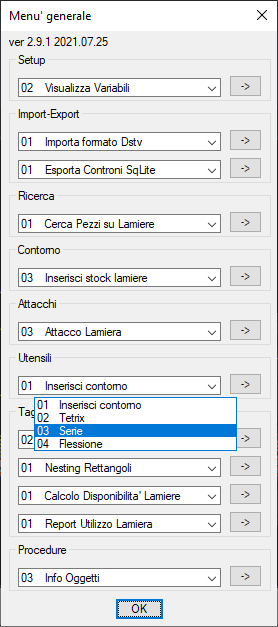 Menu' generale
ver 2.9.1 2021.07.25
Setup
02 Visualizza Variabili ->
Import-Export
01 Importa formato Dstv ->
01 Esporta Controni SqLite ->
Ricerca
01 Cerca Pezzi su Lamiere ->
Contorno
03 Inserisci stock lamiere ->
Attacchi
03 Attacco Lamiera ->
Utensili
01 Inserisci contorno ->
01 Inserisci contorno
02 Tetrix
03 Serie
04 Flessione
02 ->
01 Nesting Rettangoli ->
01 Calcolo Disponibilita' Lamiere ->
01 Report Utilizzo Lamiera ->
Procedure
03 Info Oggetti ->
OK